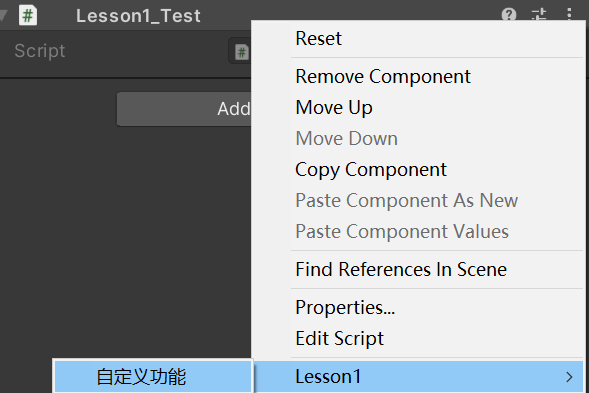 Lesson1_Test
Script
Add
Reset
Remove Component
Move Up
Move Down
Copy Component
Paste Component As New
Paste Component Values
Find References In Scene
Properties...
Edit Script
Lesson1
自定义功能